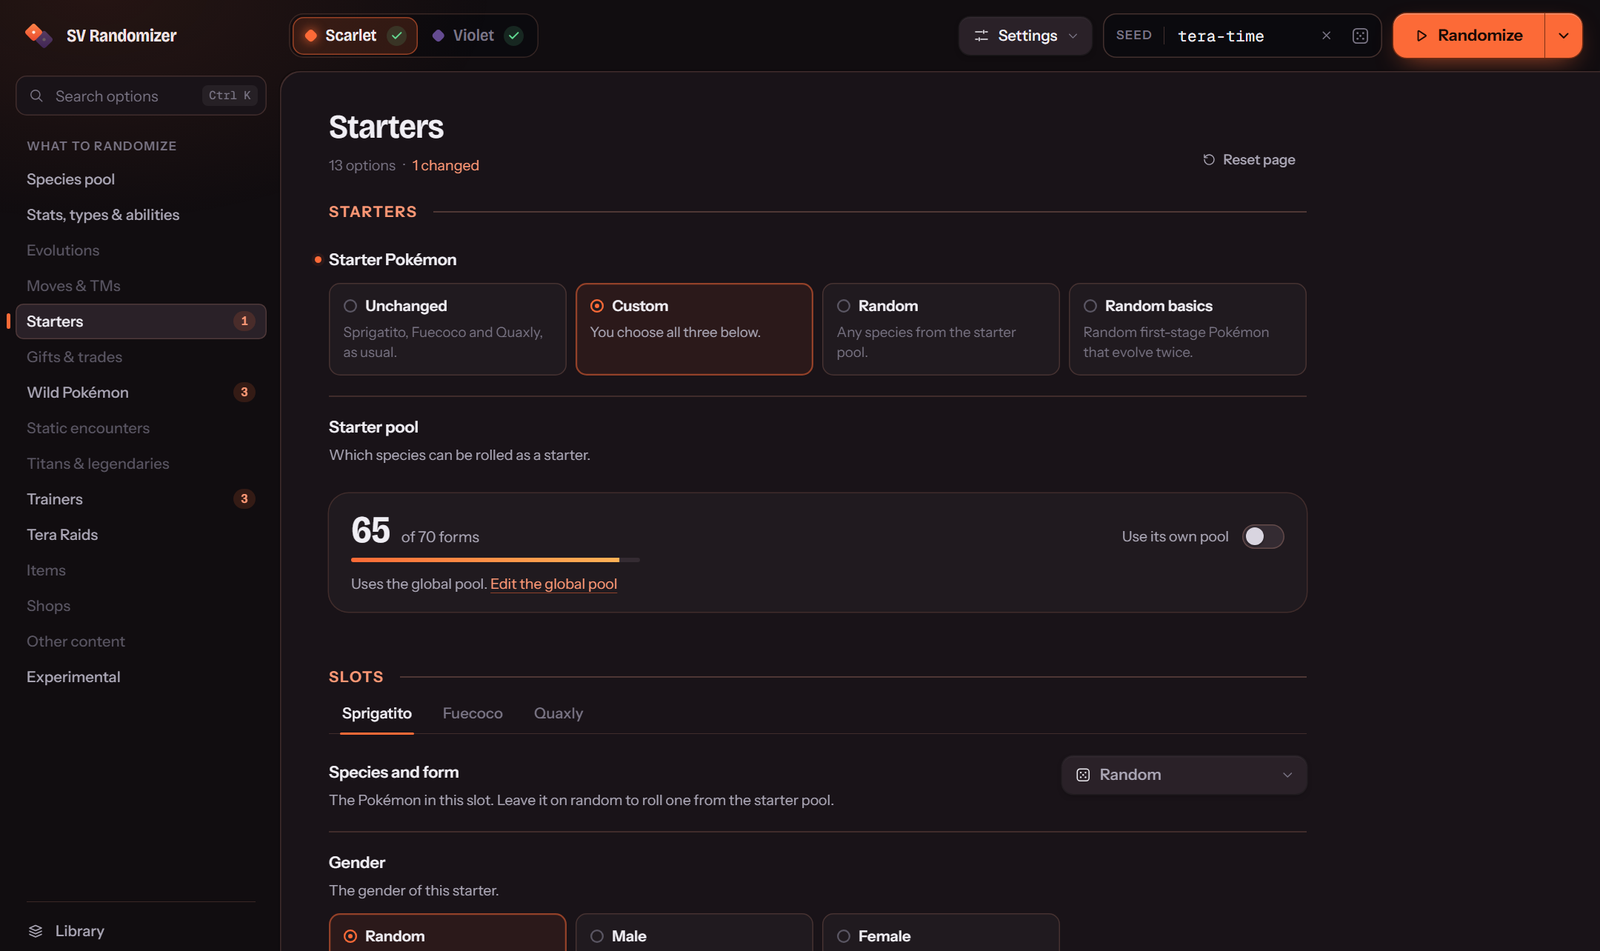 SV Randomizer
Scarlet
Violet
Settings
SEED
tera-time
Randomize
Search options
Ctrl K
WHAT TO RANDOMIZE
Species pool
Stats, types & abilities
Evolutions
Moves & TMs
Starters
1
Gifts & trades
Wild Pokémon
3
Static encounters
Titans & legendaries
Trainers
3
Tera Raids
Items
Shops
Other content
Experimental
Library
Starters
13 options · 1 changed
Reset page
STARTERS
Starter Pokémon
Unchanged
Sprigatito, Fuecoco and Quaxly,
as usual.
Custom
You choose all three below.
Random
Any species from the starter
pool.
Random basics
Random first-stage Pokémon
that evolve twice.
Starter pool
Which species can be rolled as a starter.
65 of 70 forms
Use its own pool
Uses the global pool. Edit the global pool
SLOTS
Sprigatito
Fuecoco
Quaxly
Species and form
The Pokémon in this slot. Leave it on random to roll one from the starter pool.
Random
Gender
The gender of this starter.
Random
Male
Female